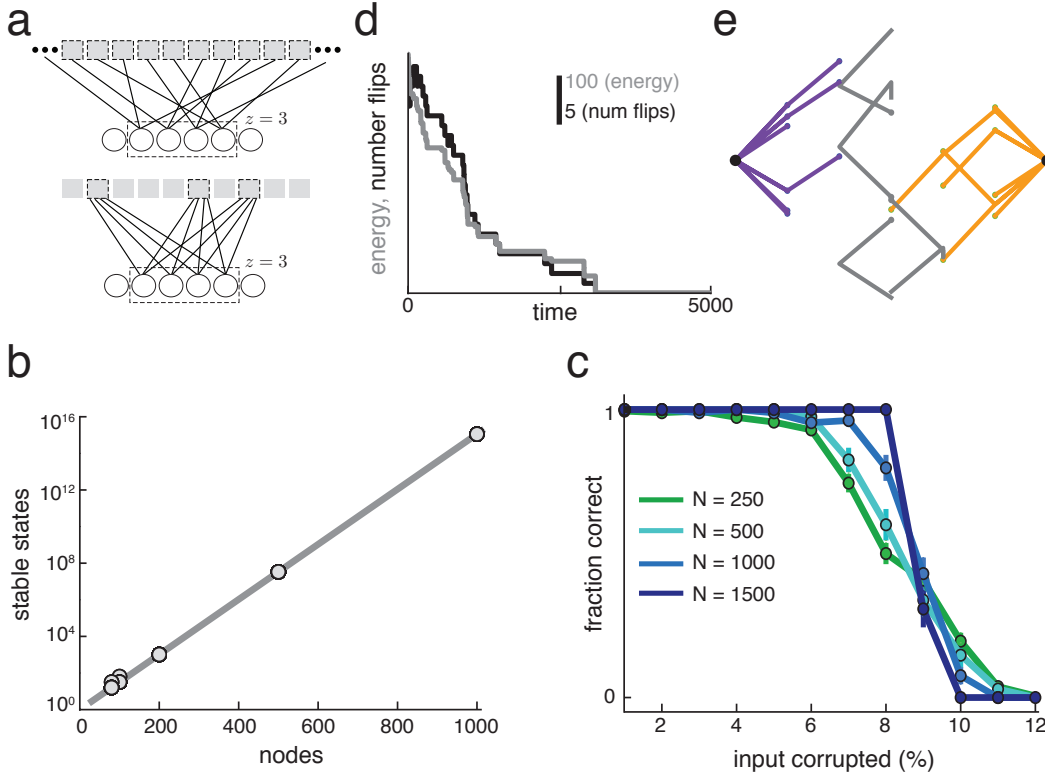 a
z = 3
z = 3
d
energy, number flips
100 (energy)
5 (num flips)
0
5000
time
e
b
stable states
10^16
10^12
10^8
10^4
10^0
0
200
400
600
800
1000
nodes
c
fraction correct
1
0
N = 250
N = 500
N = 1000
N = 1500
2
4
6
8
10
12
input corrupted (%)